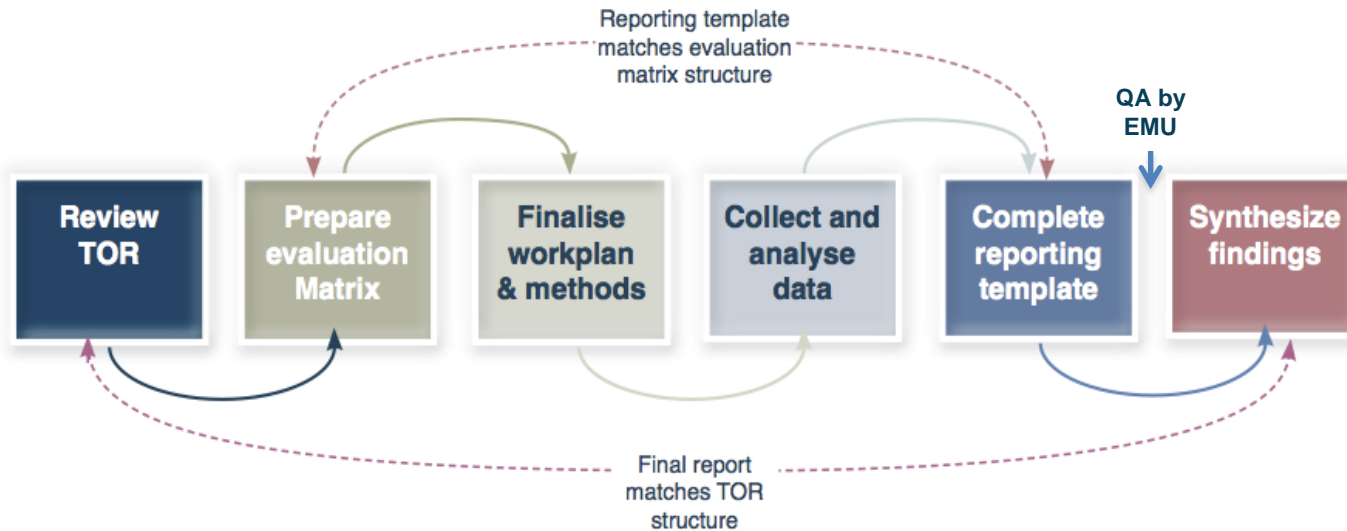 Reporting template
matches evaluation
matrix structure
QA by
EMU
Review
TOR
Prepare
evaluation
Matrix
Finalise
workplan
& methods
Collect and
analyse
data
Complete
reporting
template
Synthesize
findings
Final report
matches TOR
structure